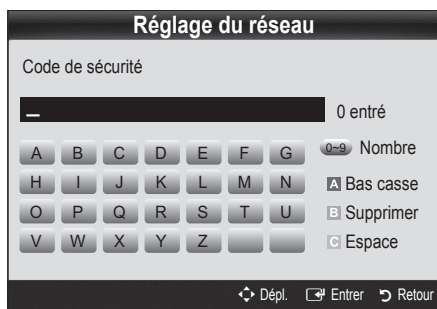 Réglage du réseau
Code de sécurité
_ 0 entré
A B C D E F G 0~9 Nombre
H I J K L M N A Bas casse
O P Q R S T U B Supprimer
V W X Y Z C Espace
Dépl. Entrer Retour